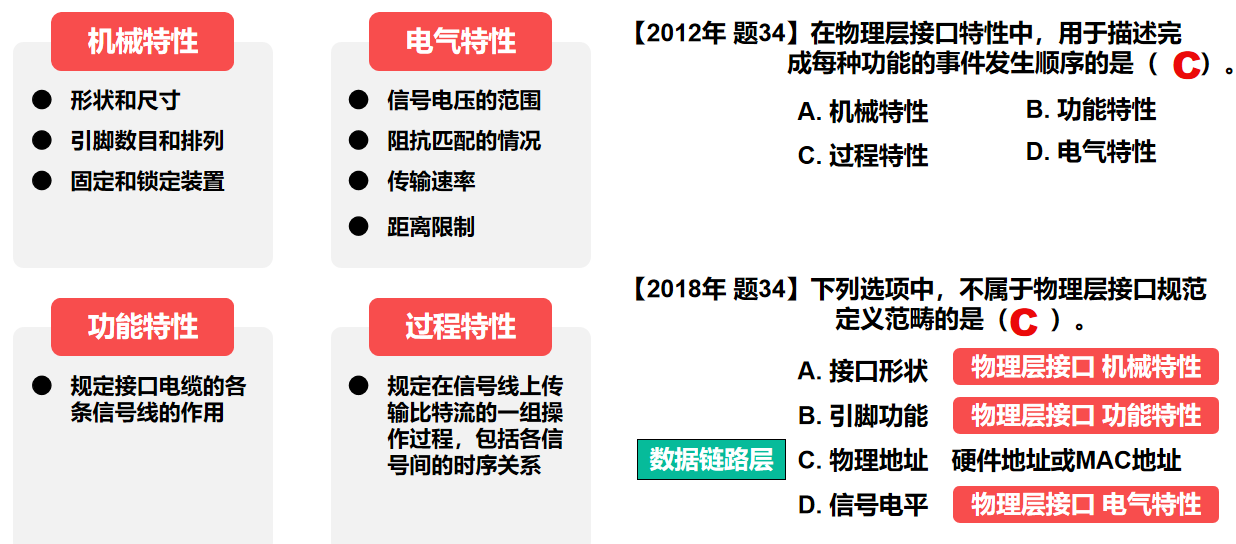 机械特性
● 形状和尺寸
● 引脚数目和排列
● 固定和锁定装置
电气特性
● 信号电压的范围
● 阻抗匹配的情况
● 传输速率
● 距离限制
功能特性
● 规定接口电缆的各
条信号线的作用
过程特性
● 规定在信号线上传
输比特流的一组操
作过程，包括各信
号间的时序关系
【2012年 题34】在物理层接口特性中，用于描述完
成每种功能的事件发生顺序的是（ C ）。
A. 机械特性
B. 功能特性
C. 过程特性
D. 电气特性
【2018年 题34】下列选项中，不属于物理层接口规范
定义范畴的是（ C ）。
A. 接口形状 物理层接口 机械特性
B. 引脚功能 物理层接口 功能特性
数据链路层 C. 物理地址 硬件地址或MAC地址
D. 信号电平 物理层接口 电气特性